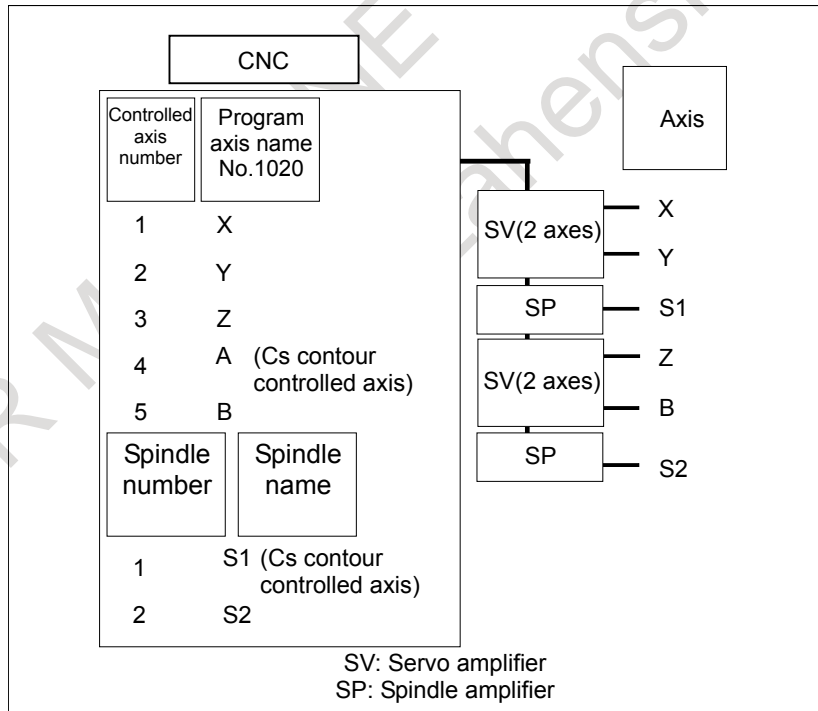 CNC
Controlled
axis
number
Program
axis name
No.1020
1 X
2 Y
3 Z
4 A (Cs contour
controlled axis)
5 B
Spindle
number
Spindle
name
1 S1 (Cs contour
controlled axis)
2 S2
Axis
SV(2 axes)
X
Y
SP
S1
SV(2 axes)
Z
B
SP
S2
SV: Servo amplifier
SP: Spindle amplifier